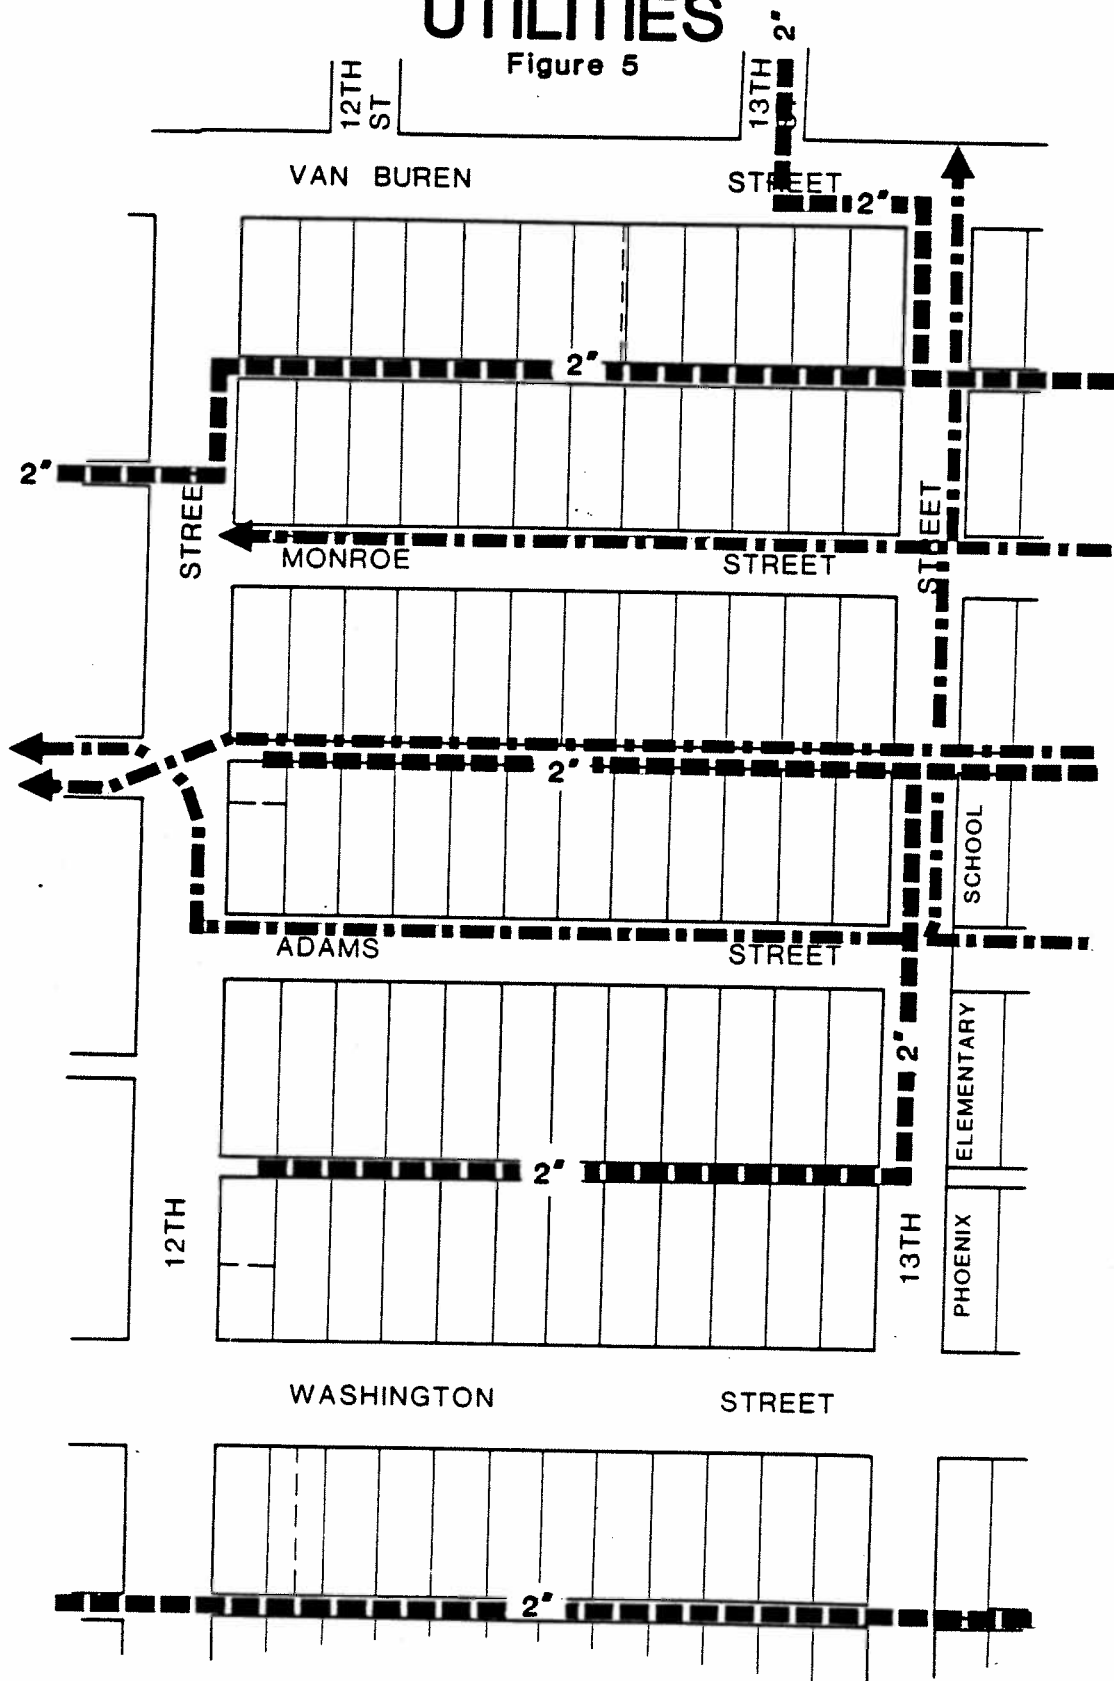 UTILITIES
Figure 5
2"
12TH
ST
13TH
VAN BUREN STREET
2"
2"
2"
STREET
STREET
MONROE STREET
2"
SCHOOL
ADAMS STREET
2"
ELEMENTARY
2"
12TH
13TH
PHOENIX
WASHINGTON STREET
2"